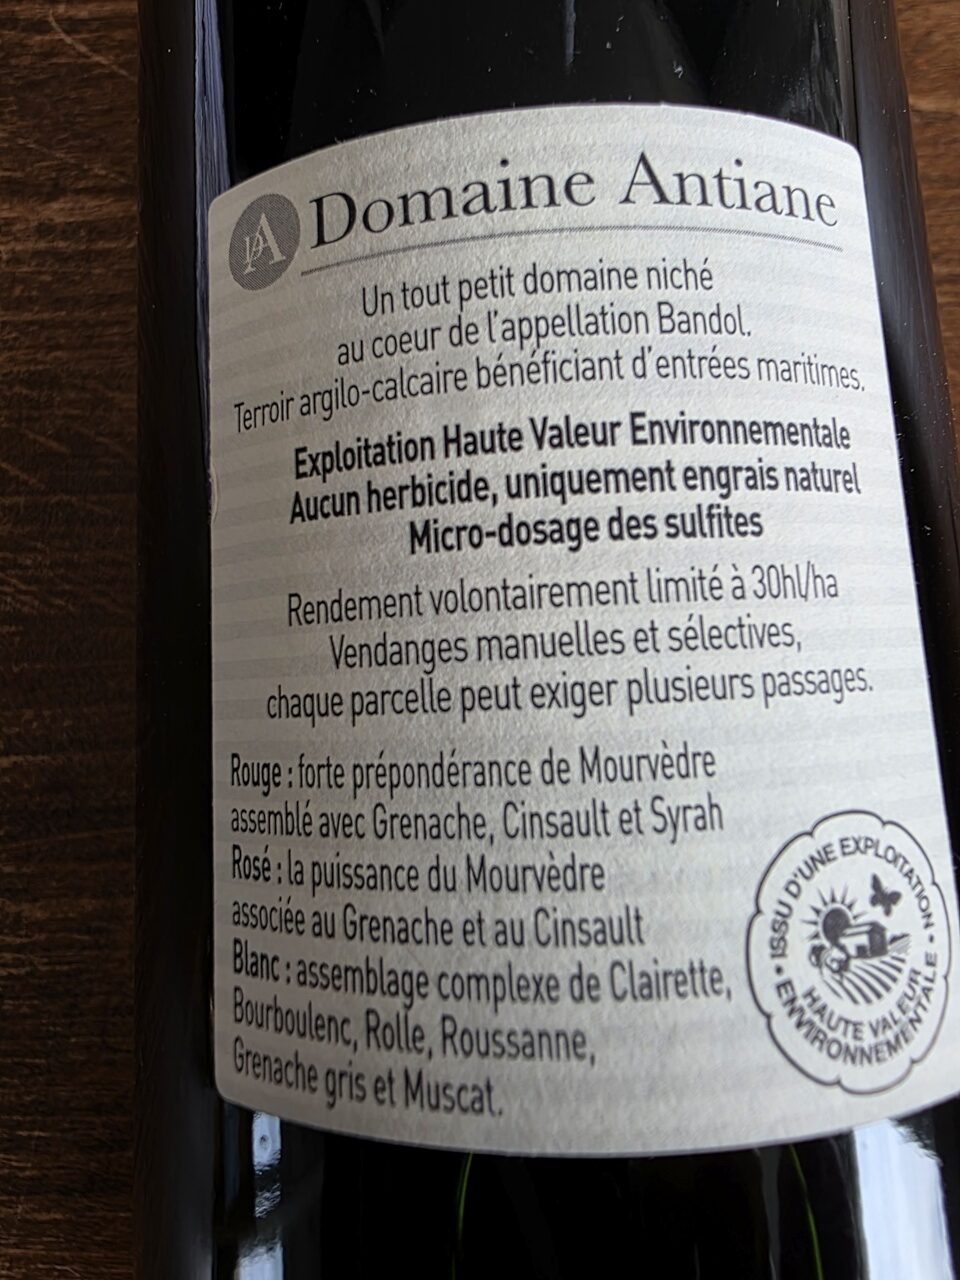 DA Domaine Antiane
Un tout petit domaine niché
au coeur de l'appellation Bandol.
Terroir argilo-calcaire bénéficiant d'entrées maritimes.
Exploitation Haute Valeur Environnementale
Aucun herbicide, uniquement engrais naturel
Micro-dosage des sulfites
Rendement volontairement limité à 30hl/ha
Vendanges manuelles et sélectives,
chaque parcelle peut exiger plusieurs passages.
Rouge : forte prépondérance de Mourvèdre
assemblé avec Grenache, Cinsault et Syrah
Rosé : la puissance du Mourvèdre
associée au Grenache et au Cinsault
Blanc : assemblage complexe de Clairette,
Bourboulenc, Rolle, Roussanne,
Grenache gris et Muscat.
• ISSU D'UNE EXPLOITATION •
HAUTE VALEUR
ENVIRONNEMENTALE